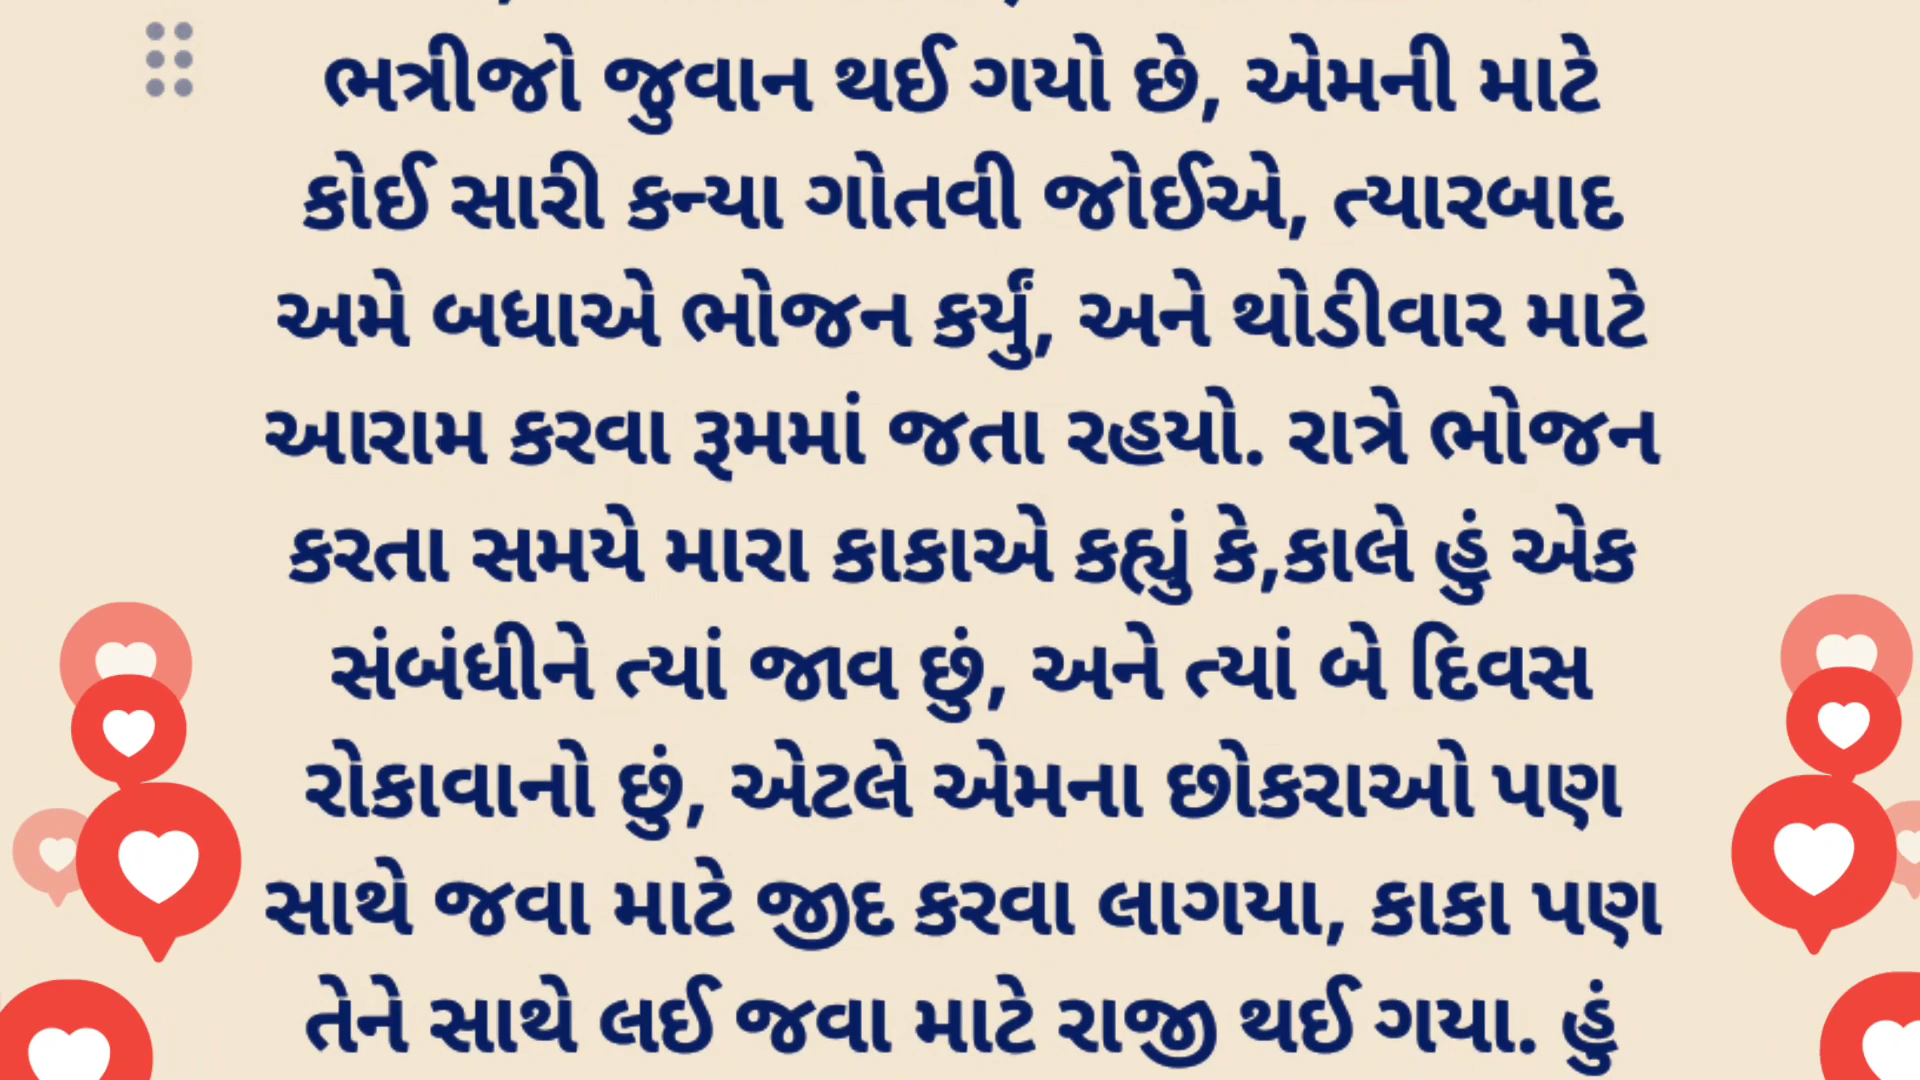 ભત્રીજો જુવાન થઈ ગયો છે, એમની માટે
કોઈ સારી કન્યા ગોતવી જોઈએ, ત્યારબાદ
અમે બધાએ ભોજન કર્યું, અને થોડીવાર માટે
આરામ કરવા રૂમમાં જતા રહયો. રાત્રે ભોજન
કરતા સમયે મારા કાકાએ કહ્યું કે,કાલે હું એક
સંબંધીને ત્યાં જાવ છું, અને ત્યાં બે દિવસ
રોકાવાનો છું, એટલે એમના છોકરાઓ પણ
સાથે જવા માટે જીદ કરવા લાગયા, કાકા પણ
તેને સાથે લઈ જવા માટે રાજી થઈ ગયા. હું